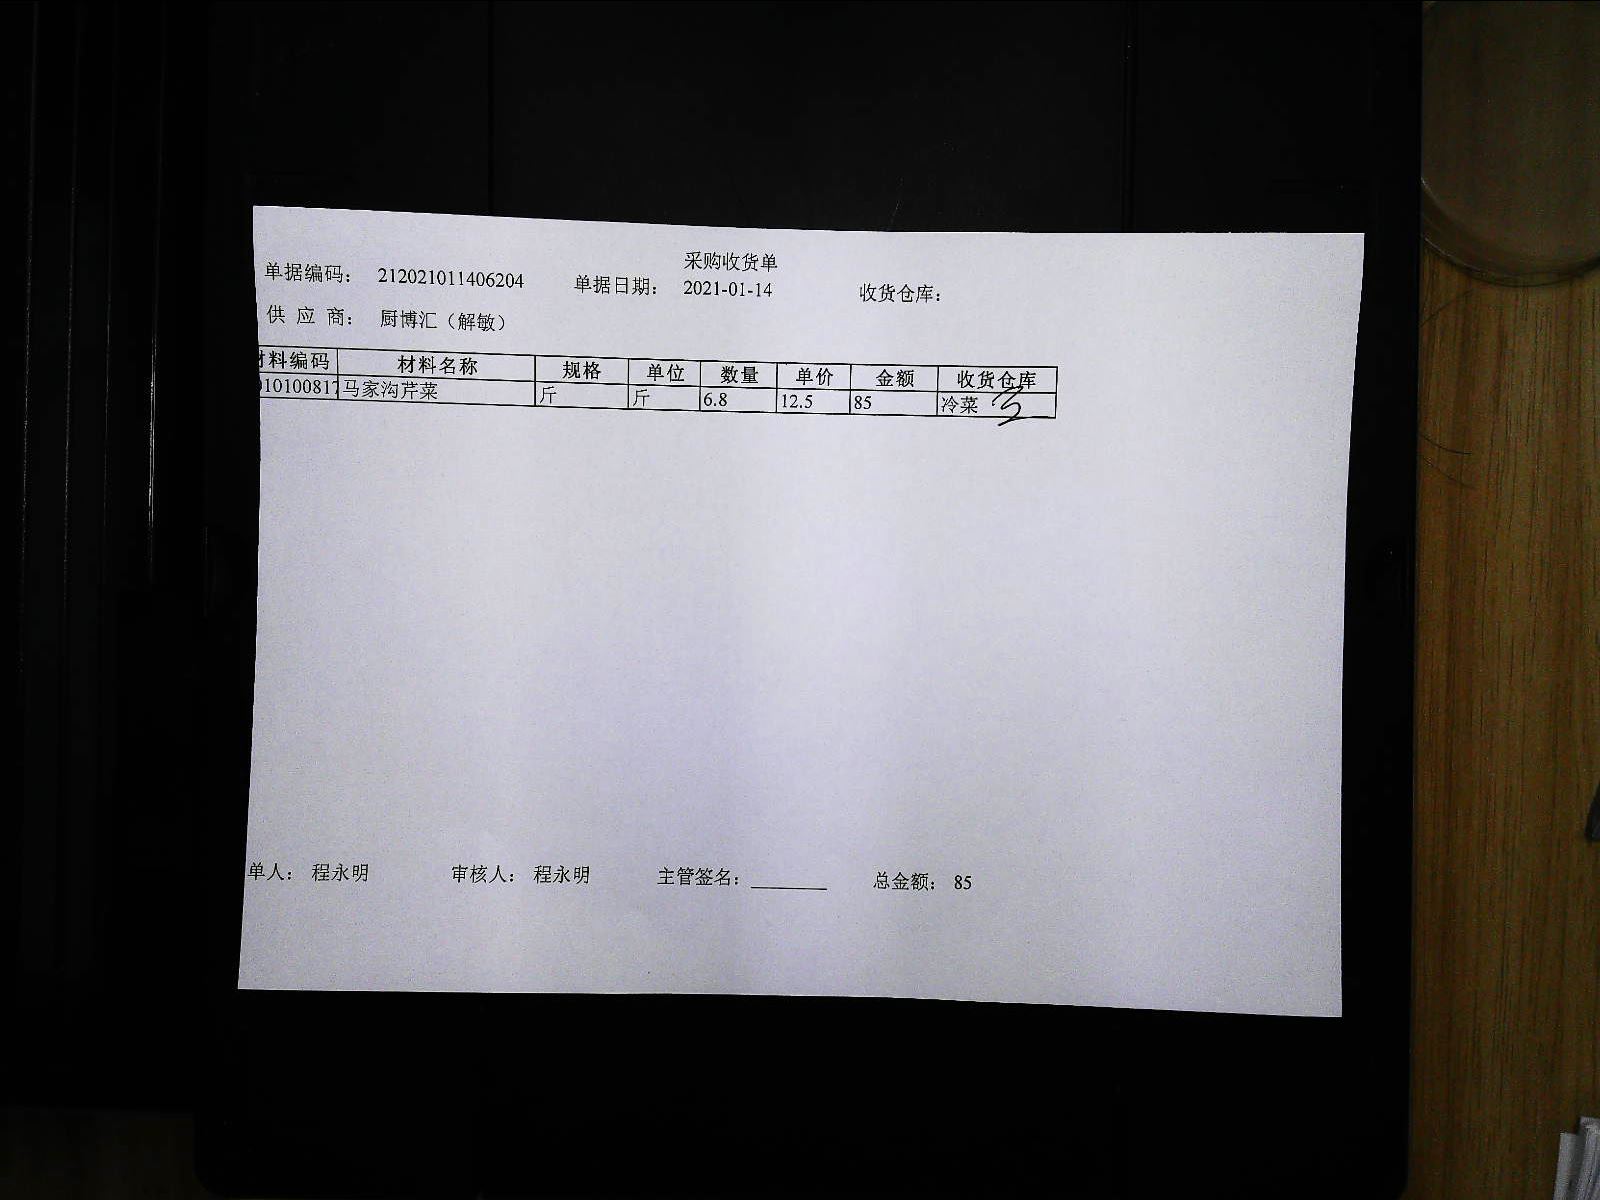 采购收货单
单据编码： 212021011406204 单据日期： 2021-01-14 收货仓库：
供 应 商： 厨博汇（解敏）
材料编码 材料名称 规格 单位 数量 单价 金额 收货仓库
010100817 马家沟芹菜 斤 斤 6.8 12.5 85 冷菜
单人： 程永明 审核人： 程永明 主管签名： 总金额： 85